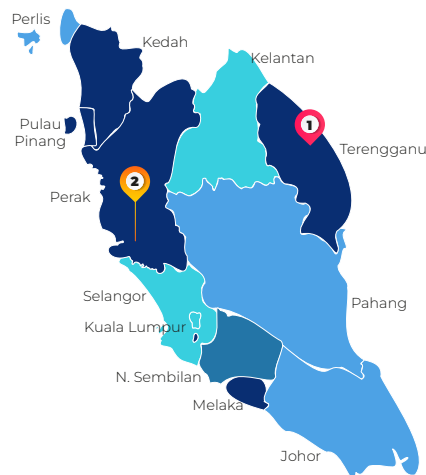 Perlis
Kedah
Kelantan
1
Pulau
Pinang
Terengganu
2
Perak
Selangor
Pahang
Kuala Lumpur
N. Sembilan
Melaka
Johor